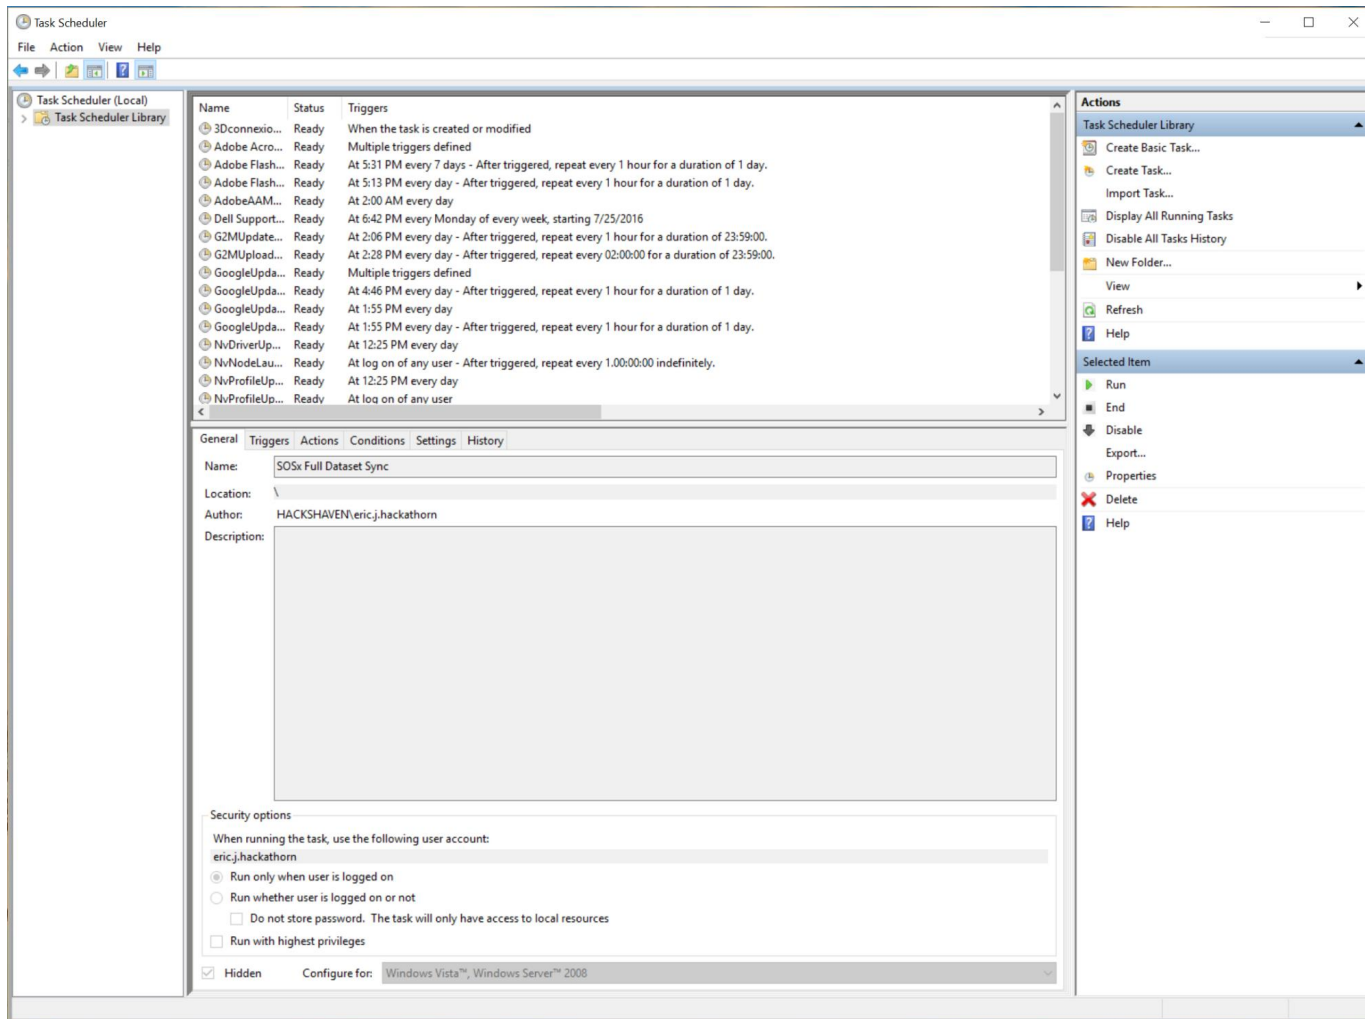 Task Scheduler
File Action View Help
Task Scheduler (Local)
Task Scheduler Library
Name Status Triggers
3Dconnexio... Ready When the task is created or modified
Adobe Acro... Ready Multiple triggers defined
Adobe Flash... Ready At 5:31 PM every 7 days - After triggered, repeat every 1 hour for a duration of 1 day.
Adobe Flash... Ready At 5:13 PM every day - After triggered, repeat every 1 hour for a duration of 1 day.
AdobeAAM... Ready At 2:00 AM every day
Dell Support... Ready At 6:42 PM every Monday of every week, starting 7/25/2016
G2MUpdate... Ready At 2:06 PM every day - After triggered, repeat every 1 hour for a duration of 23:59:00.
G2MUpload... Ready At 2:28 PM every day - After triggered, repeat every 02:00:00 for a duration of 23:59:00.
GoogleUpda... Ready Multiple triggers defined
GoogleUpda... Ready At 4:46 PM every day - After triggered, repeat every 1 hour for a duration of 1 day.
GoogleUpda... Ready At 1:55 PM every day
GoogleUpda... Ready At 1:55 PM every day - After triggered, repeat every 1 hour for a duration of 1 day.
NvDriverUp... Ready At 12:25 PM every day
NvNodeLau... Ready At log on of any user - After triggered, repeat every 1.00:00:00 indefinitely.
NvProfileUp... Ready At 12:25 PM every day
NvProfileUp... Ready At log on of any user
General Triggers Actions Conditions Settings History
Name: SOSx Full Dataset Sync
Location: \
Author: HACKSHAVEN\eric.j.hackathorn
Description:
Security options
When running the task, use the following user account:
eric.j.hackathorn
Run only when user is logged on
Run whether user is logged on or not
Do not store password. The task will only have access to local resources
Run with highest privileges
Hidden Configure for: Windows Vista™, Windows Server™ 2008
Actions
Task Scheduler Library
Create Basic Task...
Create Task...
Import Task...
Display All Running Tasks
Disable All Tasks History
New Folder...
View
Refresh
Help
Selected Item
Run
End
Disable
Export...
Properties
Delete
Help